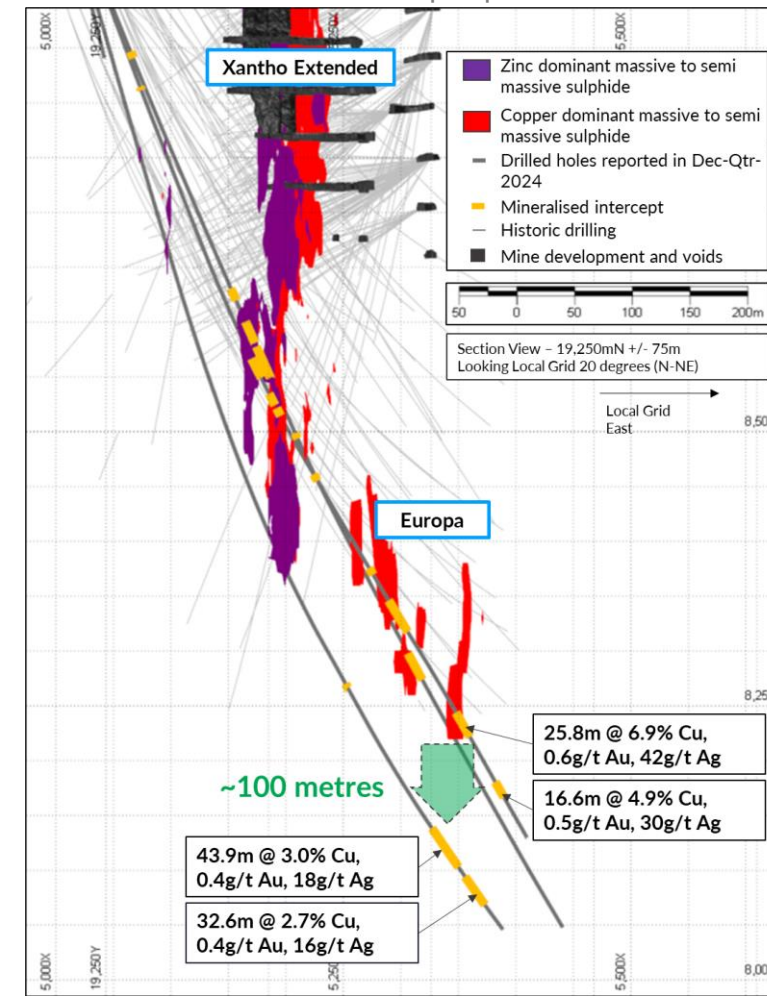 5,000X
19,250Y
5,250X
5,500X
Xantho Extended
Zinc dominant massive to semi
massive sulphide
Copper dominant massive to semi
massive sulphide
Drilled holes reported in Dec-Qtr-
2024
Mineralised intercept
Historic drilling
Mine development and voids
50 0 50 100 150 200m
Section View – 19,250mN +/- 75m
Looking Local Grid 20 degrees (N-NE)
Local Grid
East
8,50
Europa
8,25
25.8m @ 6.9% Cu,
0.6g/t Au, 42g/t Ag
~100 metres
16.6m @ 4.9% Cu,
0.5g/t Au, 30g/t Ag
43.9m @ 3.0% Cu,
0.4g/t Au, 18g/t Ag
32.6m @ 2.7% Cu,
0.4g/t Au, 16g/t Ag
5,000X
19,250Y
5,250
5,500X
8,00